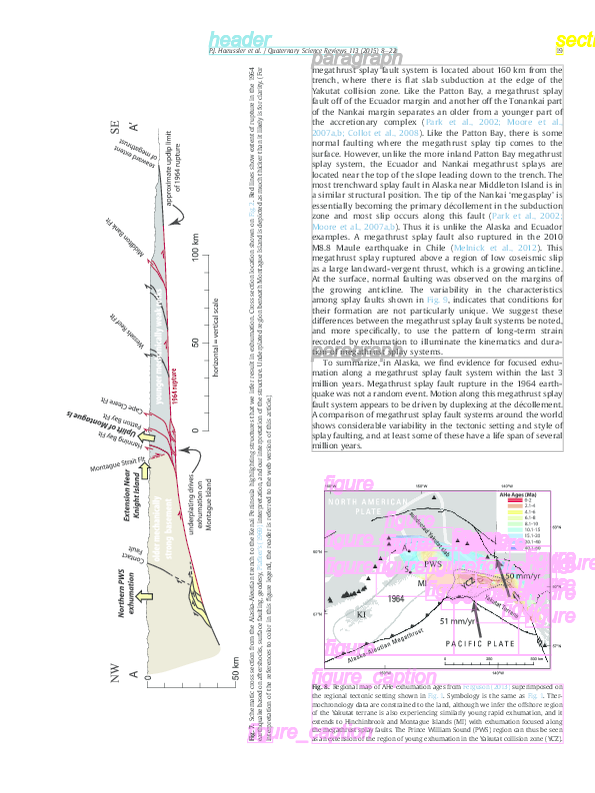 header
P.J. Haeussler et al. / Quaternary Science Reviews 113 (2015) 8–22
19
secti
paragraph
megathrust splay fault system is located about 160 km from the
trench, where there is flat slab subduction at the edge of the
Yakutat collision zone. Like the Patton Bay, a megathrust splay
fault off of the Ecuador margin and another off the Tonankai part
of the Nankai margin separates an older from a younger part of
the accretionary complex (Park et al., 2002; Moore et al.,
2007a,b; Collot et al., 2008). Like the Patton Bay, there is some
normal faulting where the megathrust splay tip comes to the
surface. However, unlike the more inland Patton Bay megathrust
splay system, the Ecuador and Nankai megathrust splays are
located near the top of the slope leading down to the trench. The
most trenchward splay fault in Alaska near Middleton Island is in
a similar structural position. The tip of the Nankai 'megasplay' is
essentially becoming the primary décollement in the subduction
zone and most slip occurs along this fault (Park et al., 2002;
Moore et al., 2007a,b). Thus it is unlike the Alaska and Ecuador
examples. A megathrust splay fault also ruptured in the 2010
M8.8 Maule earthquake in Chile (Melnick et al., 2012). This
megathrust splay ruptured above a region of low coseismic slip
as a large landward-vergent thrust, which is a growing anticline.
At the surface, normal faulting was observed on the margins of
the growing anticline. The variability in the characteristics
among splay faults shown in Fig. 9, indicates that conditions for
their formation are not particularly unique. We suggest these
differences between the megathrust splay fault systems be noted,
and more specifically, to use the pattern of long-term strain
recorded by exhumation to illuminate the kinematics and dura-
tion of megathrust splay systems.
paragraph
To summarize, in Alaska, we find evidence for focused exhu-
mation along a megathrust splay fault system within the last 3
million years. Megathrust splay fault rupture in the 1964 earth-
quake was not a random event. Motion along this megathrust splay
fault system appears to be driven by duplexing at the décollement.
A comparison of megathrust splay fault systems around the world
shows considerable variability in the tectonic setting and style of
splay faulting, and at least some of these have a life span of several
million years.
NW
A
SE
A'
Northern PWS
exhumation
Contact
fault
Extension Near
Knight Island
Montague Strait Flt
Uplift of Montague Is
Hanning Bay Flt
Patton Bay Flt
Cape Cleare Flt
Wessels Reef Flt
Middleton Bank Flt
seaward extent
of megathrust
approximate updip limit
of 1964 rupture
1964 rupture
underplating drives
exhumation on
Montague Island
horizontal = vertical scale
0
50
100 km
0
50 km
Fig. 7. Schematic cross section from the Alaska-Aleutian trench to the Kenai Peninsula highlighting structures that we infer result in exhumation. Cross section location shown on Fig. 1. Red lines show extent of rupture in the 1964
earthquake based on aftershocks, surface faulting, geodesy, interpretation, and our interpretation of the structure. Underplated region beneath Montague Island is depicted as much thicker than it likely is for clarity. (For
interpretation of the references to color in this figure legend, the reader is referred to the web version of this article.)
figure_caption
figure
NORTH AMERICAN
PLATE
AHe Ages (Ma)
0-2
2.1-4
4.1-6
6.1-8
8.1-10
10.1-15
15.1-20
PWS
MI
YCZ
KI
1964
50 mm/yr
51 mm/yr
Yakutat Terrane
Alaska-Aleutian Megathrust
PACIFIC PLATE
figure
figure_caption
Fig. 8. Regional map of AHe exhumation ages from superimposed on
the regional tectonic setting shown in Fig. 1. Symbology is the same as Fig. 1. Ther-
mochronology data are constrained to the land, although we infer the offshore region
of the Yakutat terrane is also experiencing similarly young rapid exhumation, and it
extends to Hinchinbrook and Montague Islands (MI) with exhumation focused along
the megathrust splay faults. The Prince William Sound (PWS) region can thus be seen
as an extension of the region of young exhumation in the Yakutat collision zone (YCZ).